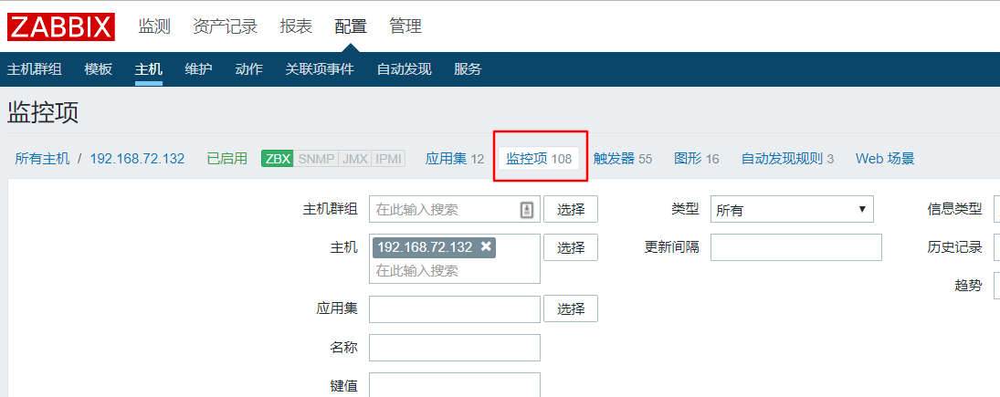 ZABBIX 监测 资产记录 报表 配置 管理
主机群组 模板 主机 维护 动作 关联项事件 自动发现 服务
监控项
所有主机 / 192.168.72.132 已启用 ZBX SNMP JMX IPMI 应用集 12 监控项 108 触发器 55 图形 16 自动发现规则 3 Web 场景
主机群组 在此输入搜索 选择 类型 所有 信息类型
主机 192.168.72.132 选择 更新间隔 历史记录
在此输入搜索
趋势
应用集 选择
名称
键值